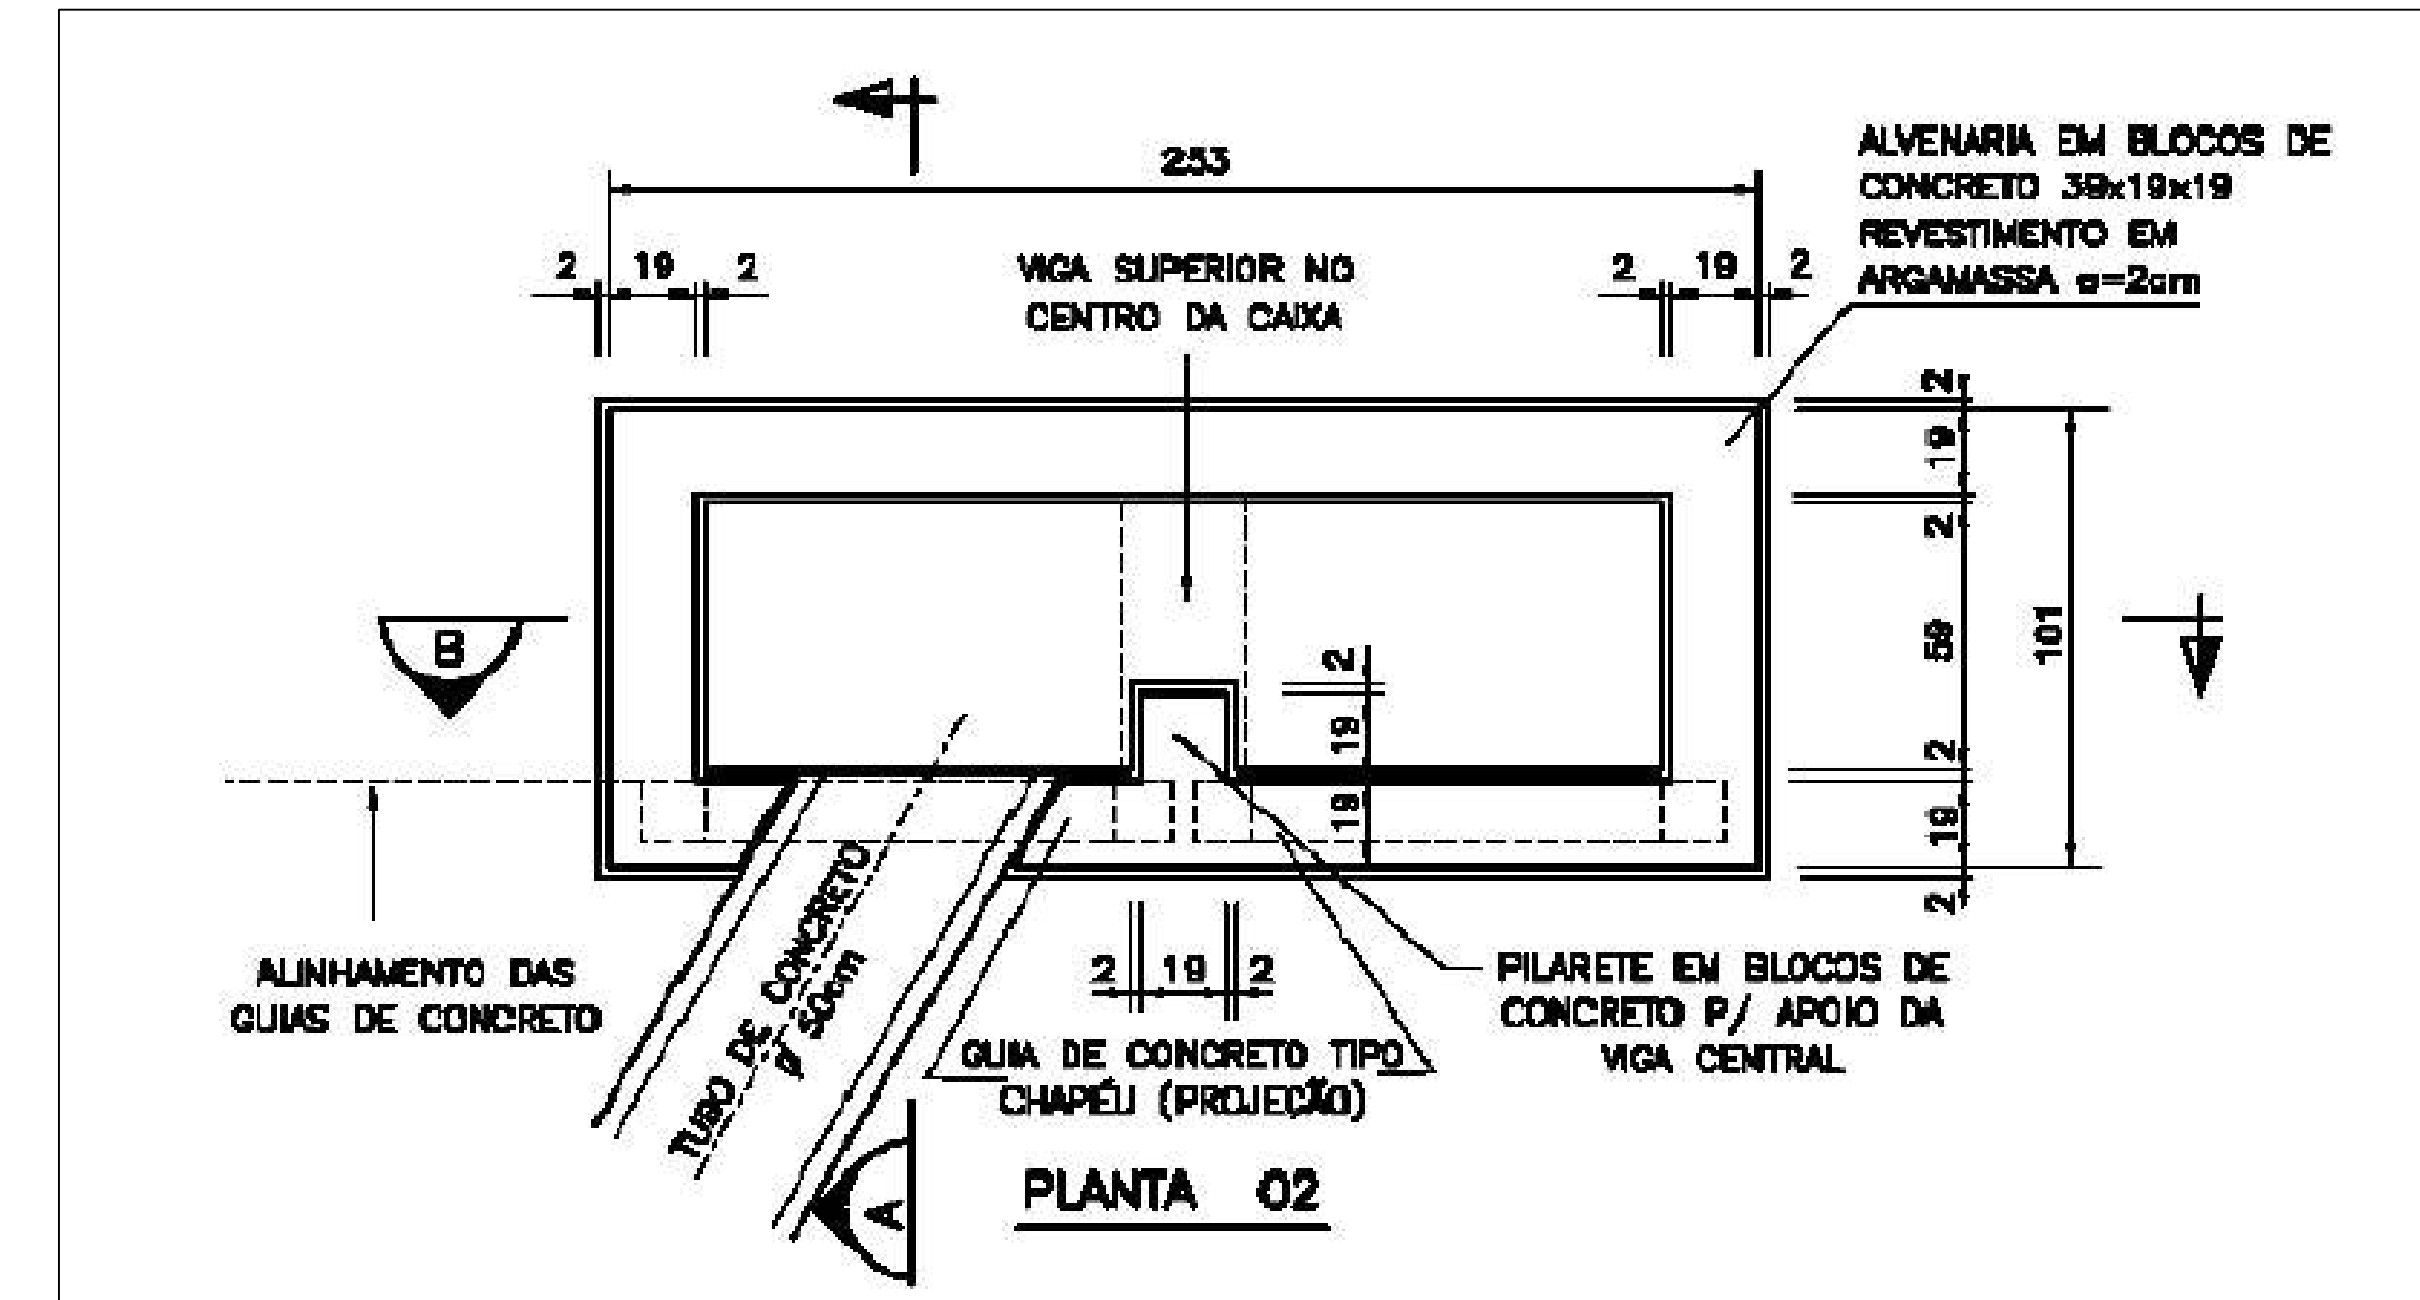 253
ALVENARIA EM BLOCOS DE
CONCRETO 39x19x19
REVESTIMENTO EM
ARGAMASSA e=2cm
2 19 2
VIGA SUPERIOR NO
CENTRO DA CAIXA
2 19 2
2
19
2
59
2
19
2
101
B
2
19
19
ALINHAMENTO DAS
GUIAS DE CONCRETO
TUBO DE CONCRETO
50cm
2 19 2
GUIA DE CONCRETO TIPO
CHAPÉU (PROJEÇÃO)
PILARETE EM BLOCOS DE
CONCRETO P/ APOIO DA
VIGA CENTRAL
A
PLANTA 02